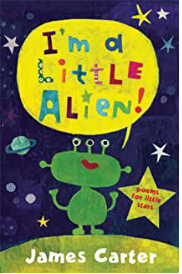 I'm a
Little
Alien!
poems
for little
stars
James Carter